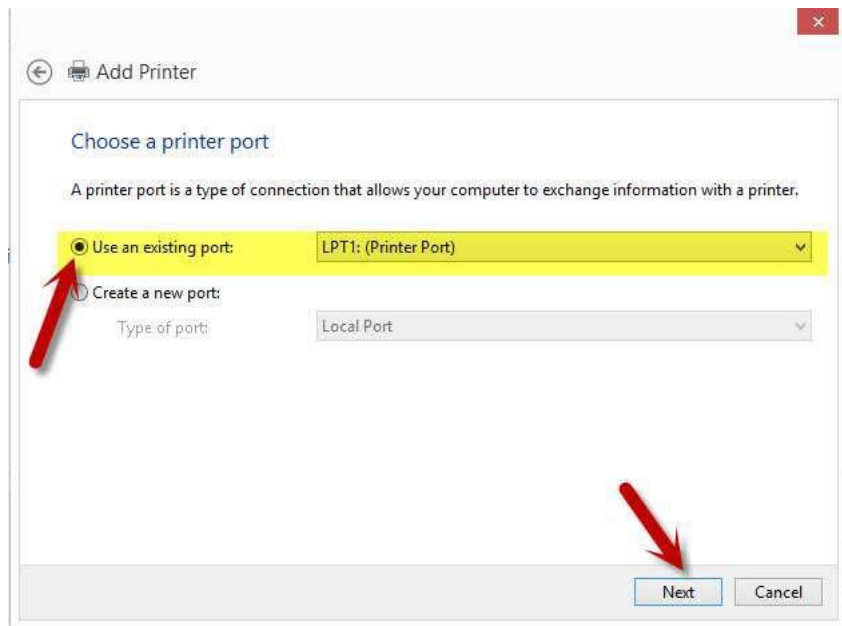 Add Printer
Choose a printer port
A printer port is a type of connection that allows your computer to exchange information with a printer.
Use an existing port: LPT1: (Printer Port)
Create a new port:
Type of port: Local Port
Next Cancel